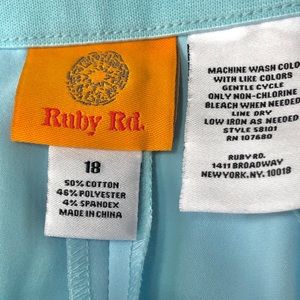 Ruby Rd.
18
50% COTTON
46% POLYESTER
4% SPANDEX
MADE IN CHINA
MACHINE WASH COLD
WITH LIKE COLORS
GENTLE CYCLE
ONLY NON-CHLORINE
BLEACH WHEN NEEDED
LINE DRY
LOW IRON AS NEEDED
STYLE 58101
RN 107680
RUBY RD.
1411 BROADWAY
NEW YORK. NY. 10018